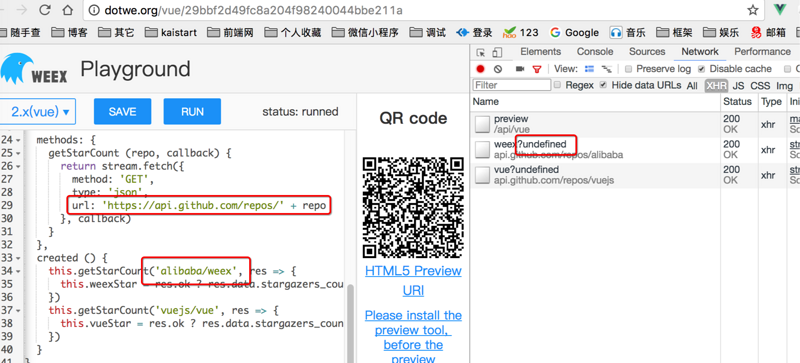 dotwe.org/vue/29bbf2d49fc8a204f98240044bbe211a
随手查 博客 其它 kaistart 前端网 个人收藏 微信小程序 调试 登录 123 Google 音乐 框架 娱乐 邮箱
WEEX Playground
2.x(vue) SAVE RUN status: runned
24 methods: {
25 getStarCount (repo, callback) {
26 return stream.fetch({
27 method: 'GET',
28 type: 'json',
29 url: 'https://api.github.com/repos/' + repo
30 }, callback)
31 }
32 },
33 created () {
34 this.getStarCount('alibaba/weex', res => {
35 this.weexStar = res.ok ? res.data.stargazers_cou
36 })
37 this.getStarCount('vuejs/vue', res => {
38 this.vueStar = res.ok ? res.data.stargazers_count
39 })
40 }
41 }
QR code
HTML5 Preview
URI
Please install the
preview tool,
before the
preview
Elements Console Sources Network Performance
View: Preserve log Disable cache
Filter Regex Hide data URLs All XHR JS CSS Img
Name Status Type Ini
preview 200 xhr
/api/vue OK
weex?undefined 200 xhr str
api.github.com/repos/alibaba OK Sc
vue?undefined 200 xhr str
api.github.com/repos/vuejs OK Sc